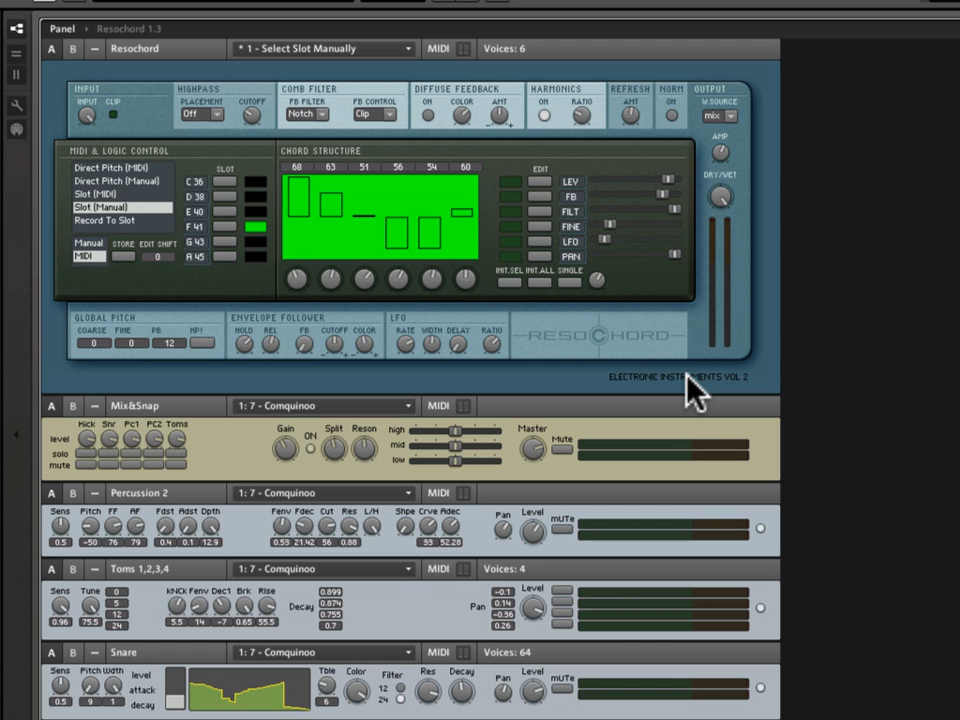 Panel Resochord 1.3
A B Resochord * 1 - Select Slot Manually MIDI Voices: 6
INPUT HIGHPASS COMB FILTER DIFFUSE FEEDBACK HARMONICS REFRESH NORM OUTPUT
INPUT CLIP PLACEMENT CUTOFF FB FILTER FB CONTROL ON COLOR AMT ON RATIO AMT ON W.SOURCE
Off Notch Clip mix
AMP
MIDI & LOGIC CONTROL CHORD STRUCTURE
Direct Pitch (MIDI) SLOT 68 63 51 56 54 60 EDIT DRY/WET
Direct Pitch (Manual) C 36 LEV
Slot (MIDI) D 38 FB
Slot (Manual) E 40 FILT
Record To Slot F 41 FINE
Manual STORE EDIT SHIFT G 43 LFO
MIDI 0 A 45 PAN
INIT.SEL INIT.ALL SINGLE
GLOBAL PITCH ENVELOPE FOLLOWER LFO
COARSE FINE PB MP! HOLD REL FB CUTOFF COLOR RATE WIDTH DELAY RATIO
0 0 12
RESOCHORD
ELECTRONIC INSTRUMENTS VOL 2
A B Mix&Snap 1: 7 - Comquinoo MIDI
Kick Snr Pc1 PC2 Toms
level Gain ON Split Reson high Master Mute
solo mid
mute low
A B Percussion 2 1: 7 - Comquinoo MIDI
Sens Pitch FF AF Fdst Adst Dpth Fenv Fdec Cut Res L/H Shpe Crve Adec Pan Level mUTe
0.5 -50 76 79 0.4 0.1 12.9 0.53 21.42 56 0.88 33 52.28
A B Toms 1,2,3,4 1: 7 - Comquinoo MIDI Voices: 4
Sens Tune 0 kNCk Fenv Dec1 Brk Rise 0.899 -0.1 Level
5 Decay 0.874 Pan 0.14
12 0.755 -0.36
0.96 75.5 24 5.5 14 -7 0.65 55.5 0.7 0.26
A B Snare 1: 7 - Comquinoo MIDI Voices: 64
Sens Pitch Wdth level Tble Color Filter Res Decay Pan Level mUTe
attack 12
0.5 9 1 decay 6 24